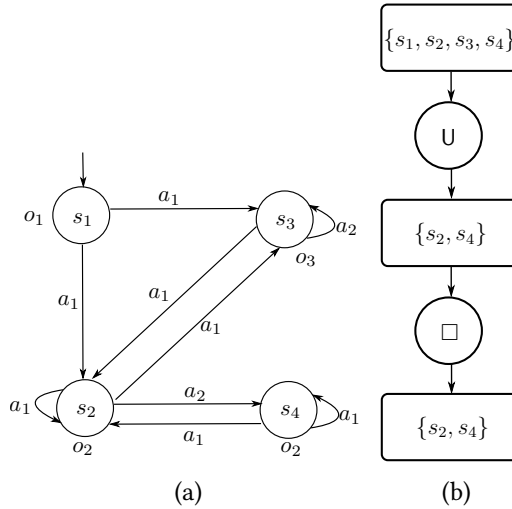 {s₁, s₂, s₃, s₄}
U
{s₂, s₄}
□
{s₂, s₄}
o₁
s₁
a₁
s₃
a₂
o₃
a₁
a₁
a₁
a₁
s₂
o₂
a₂
a₁
s₄
o₂
a₁
(a)
(b)